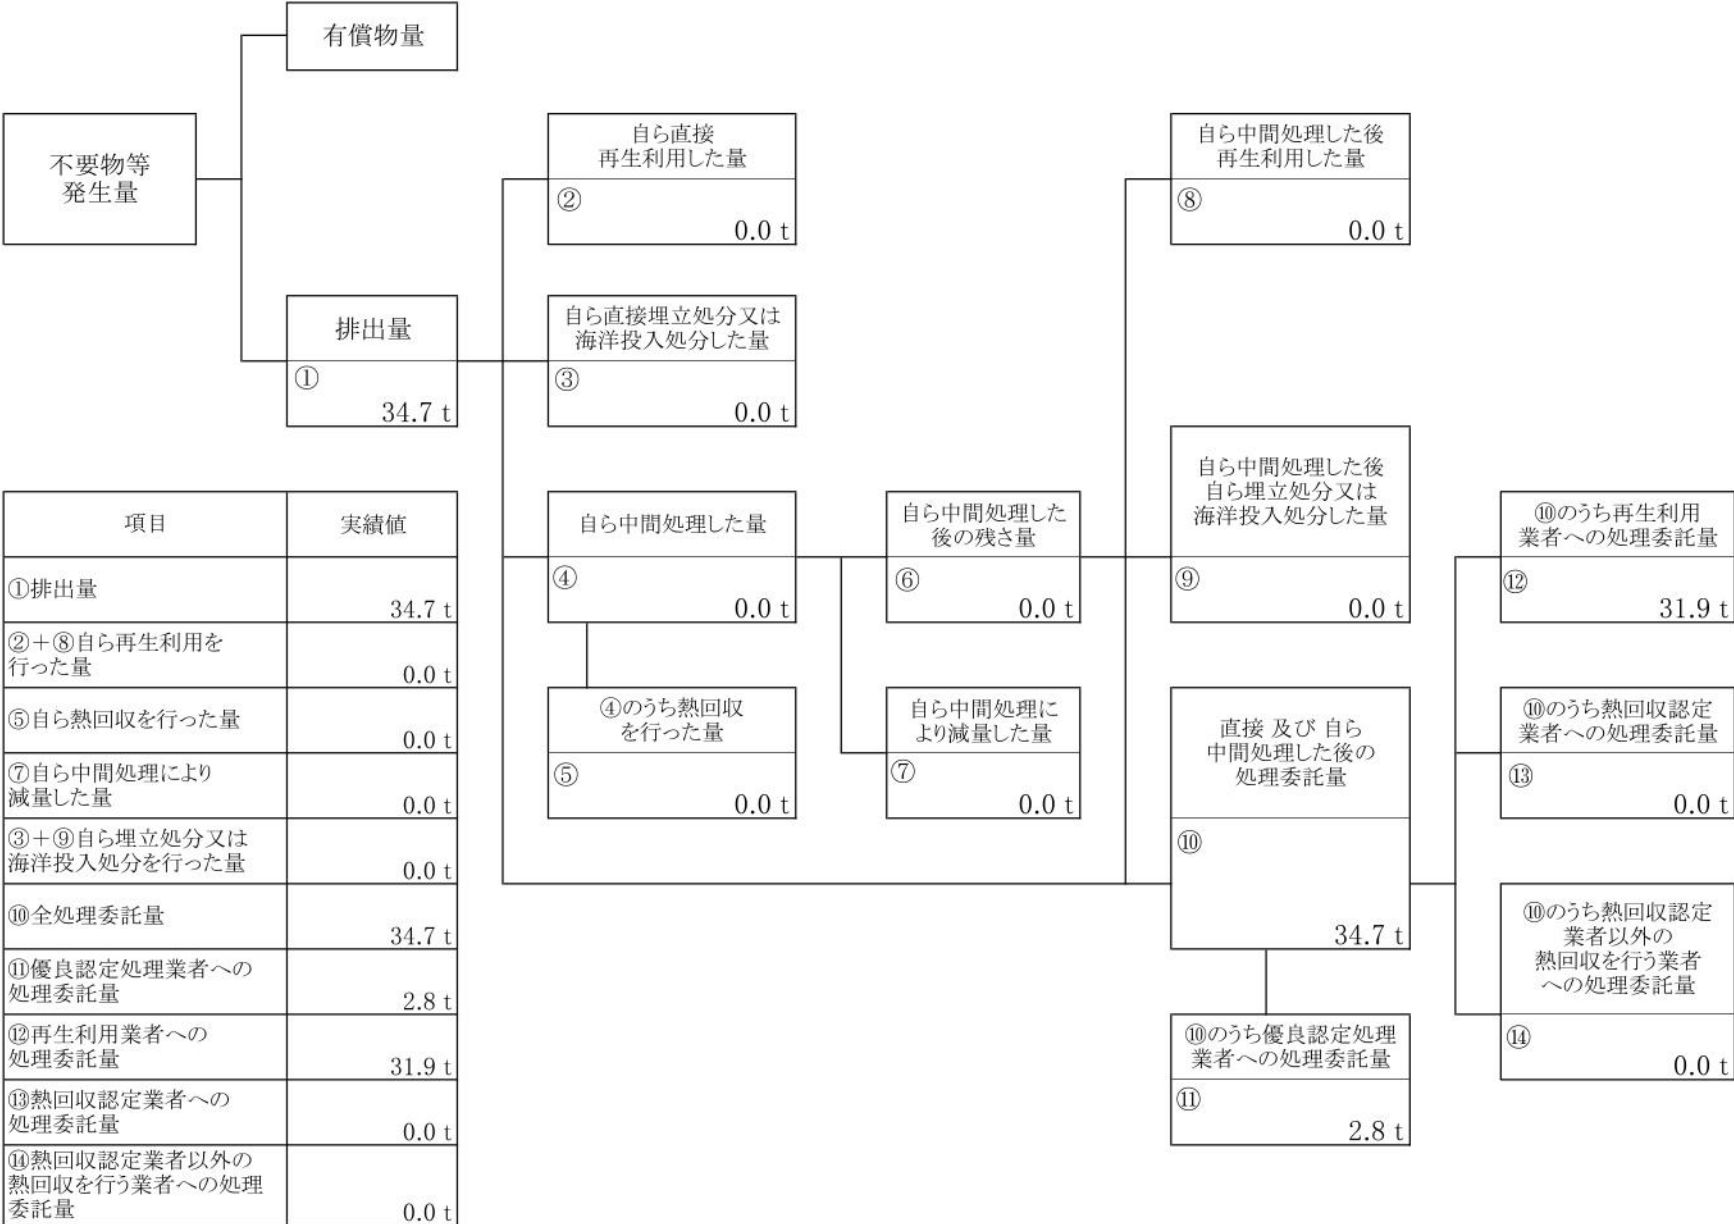 有償物量
不要物等
発生量
排出量
①
34.7 t
自ら直接
再生利用した量
②
0.0 t
自ら直接埋立処分又は
海洋投入処分した量
③
0.0 t
自ら中間処理した量
④
0.0 t
④のうち熱回収
を行った量
⑤
0.0 t
自ら中間処理した
後の残さ量
⑥
0.0 t
自ら中間処理に
より減量した量
⑦
0.0 t
自ら中間処理した後
再生利用した量
⑧
0.0 t
自ら中間処理した後
自ら埋立処分又は
海洋投入処分した量
⑨
0.0 t
直接 及び 自ら
中間処理した後の
処理委託量
⑩
34.7 t
⑩のうち優良認定処理
業者への処理委託量
⑪
2.8 t
⑩のうち再生利用
業者への処理委託量
⑫
31.9 t
⑩のうち熱回収認定
業者への処理委託量
⑬
0.0 t
⑩のうち熱回収認定
業者以外の
熱回収を行う業者
への処理委託量
⑭
0.0 t
項目 実績値
①排出量
34.7 t
②+⑧自ら再生利用を
行った量
0.0 t
⑤自ら熱回収を行った量
0.0 t
⑦自ら中間処理により
減量した量
0.0 t
③+⑨自ら埋立処分又は
海洋投入処分を行った量
0.0 t
⑩全処理委託量
34.7 t
⑪優良認定処理業者への
処理委託量
2.8 t
⑫再生利用業者への
処理委託量
31.9 t
⑬熱回収認定業者への
処理委託量
0.0 t
⑭熱回収認定業者以外の
熱回収を行う業者への処理
委託量
0.0 t